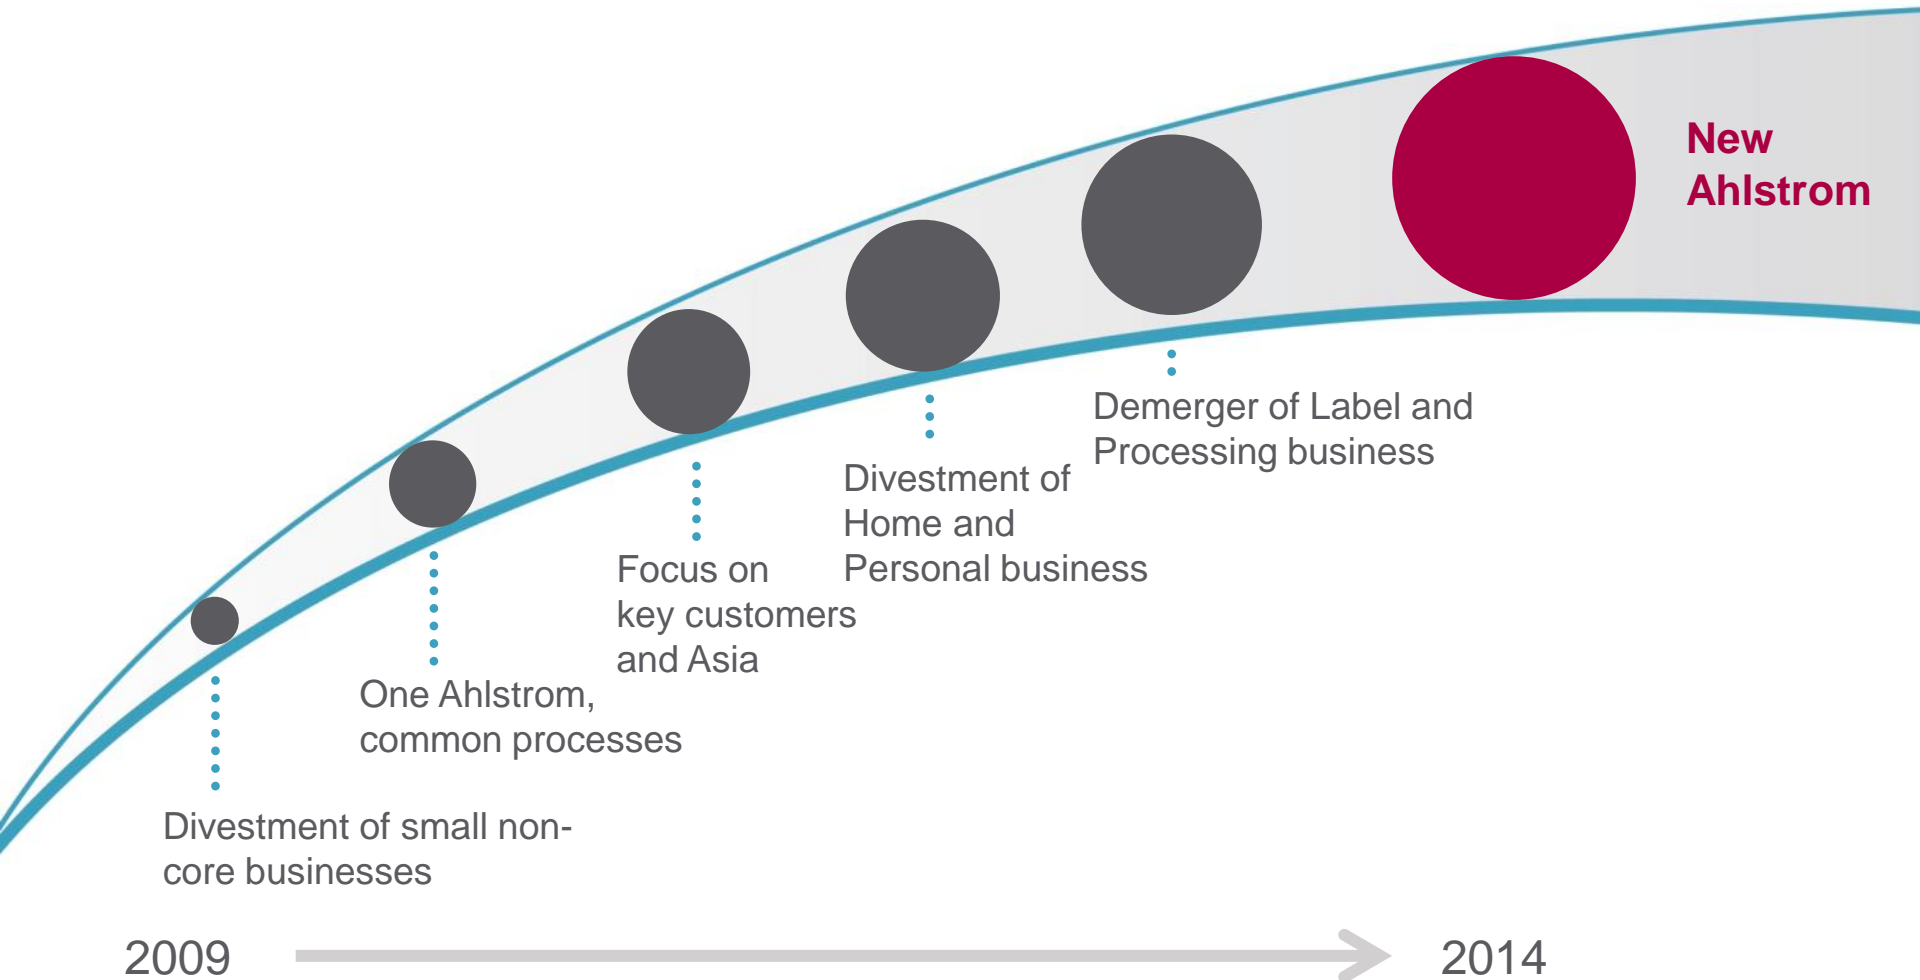 New
Ahlstrom
Demerger of Label and
Processing business
Divestment of
Home and
Personal business
Focus on
key customers
and Asia
One Ahlstrom,
common processes
Divestment of small non-
core businesses
2009
2014